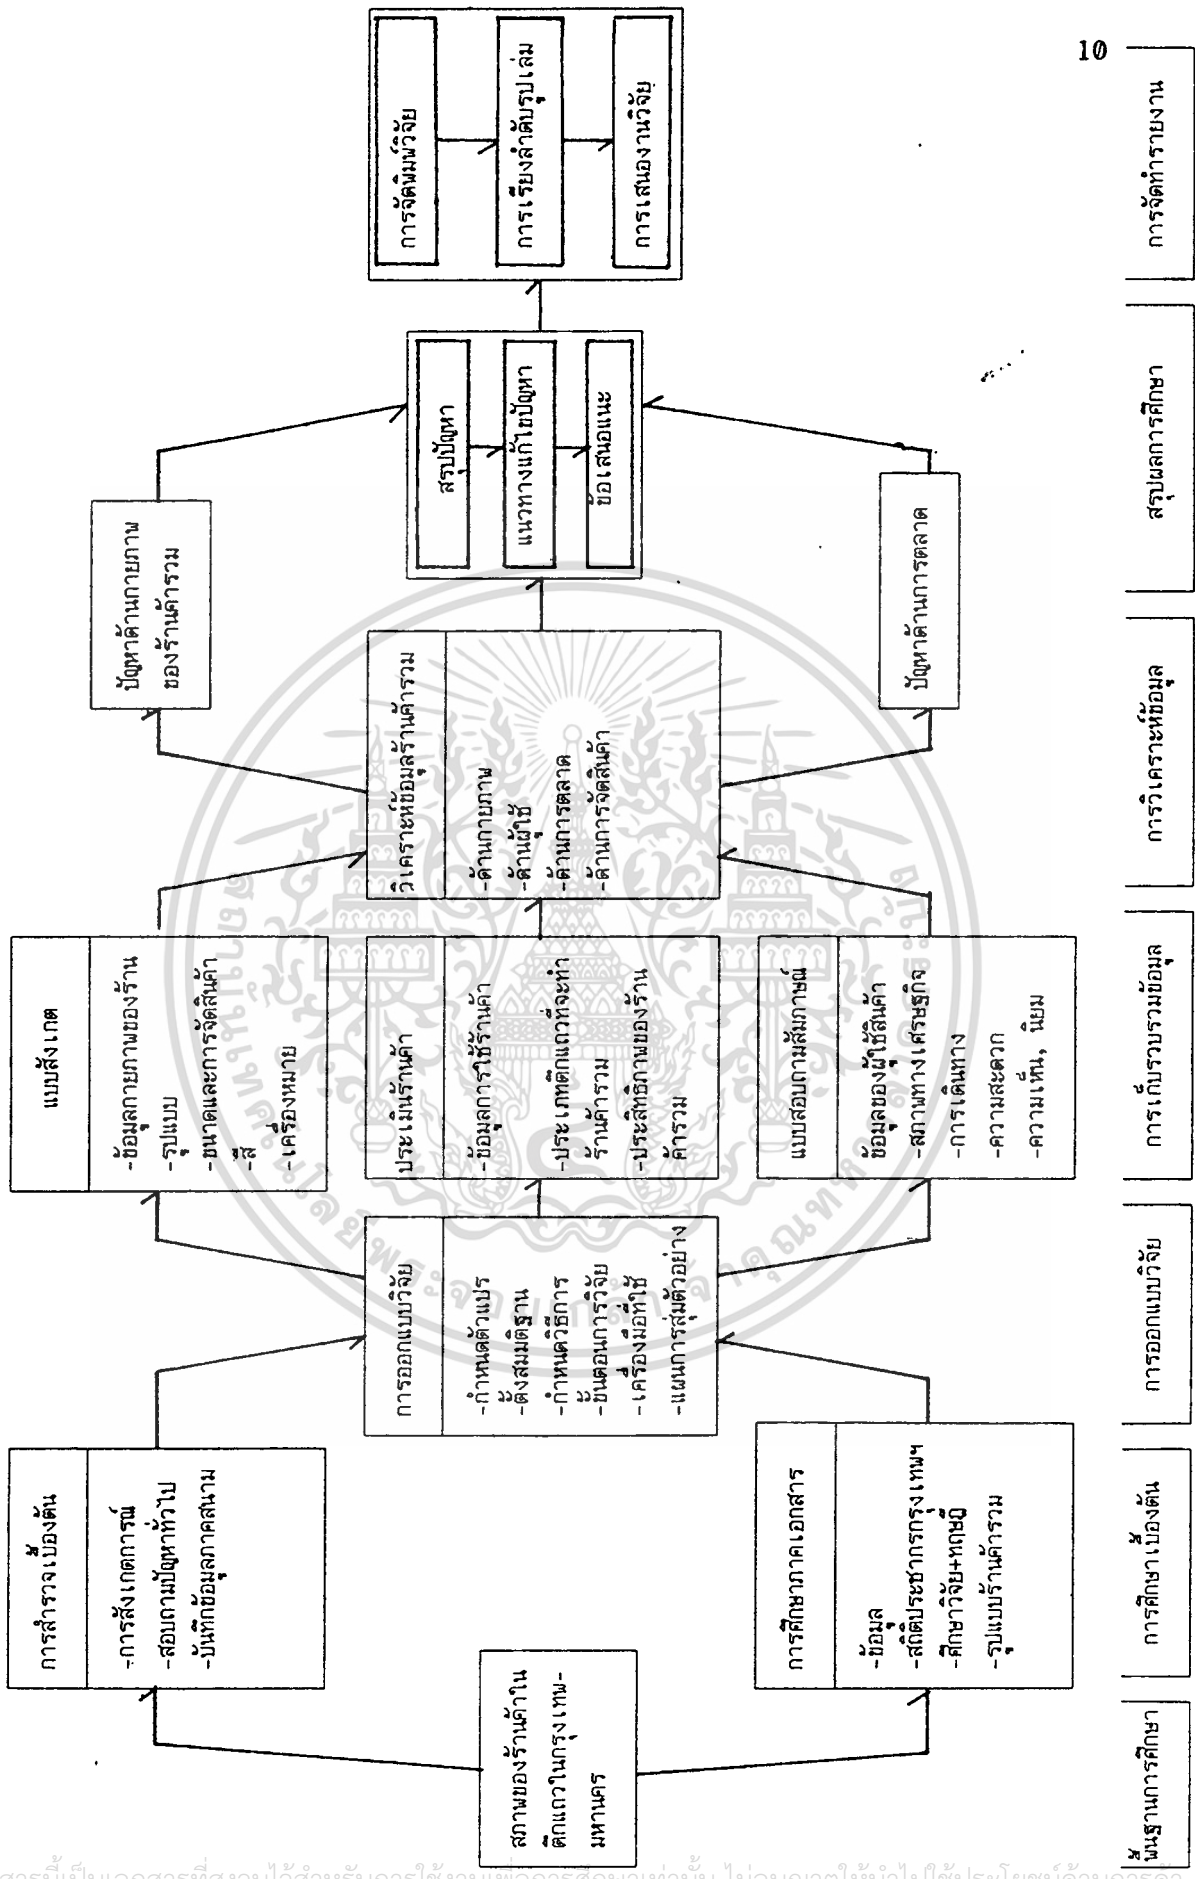 10
สภาพของร้านค้าใน
ตึกแถวในกรุงเทพ-
มหานคร
การสำรวจเบื้องต้น
-การสังเกตการณ์
-สอบถามปัญหาทั่วไป
-บันทึกข้อมูลภาคสนาม
การศึกษาภาคเอกสาร
-ข้อมูล
-สถิติประชากรกรุงเทพฯ
-ศึกษาวิจัย+ทฤษฎี
-รูปแบบร้านค้ารวม
การออกแบบวิจัย
-กำหนดตัวแปร
-ตั้งสมมติฐาน
-กำหนดวิธีการ
-ขั้นตอนการวิจัย
-เครื่องมือที่ใช้
-แผนการสุ่มตัวอย่าง
แบบสังเกต
-ข้อมูลกายภาพของร้าน
-รูปแบบ
-ขนาดและการจัดสินค้า
-สี
-เครื่องหมาย
ประเมินร้านค้า
-ข้อมูลการใช้ร้านค้า
-ประเภทตึกแถวที่จะทำ
ร้านค้ารวม
-ประสิทธิภาพของร้าน
ค้ารวม
แบบสอบถามสัมภาษณ์
ข้อมูลของผู้ใช้สินค้า
-สภาพทางเศรษฐกิจ
-การเดินทาง
-ความสะดวก
-ความเห็น, นิยม
วิเคราะห์ข้อมูลร้านค้ารวม
-ด้านกายภาพ
-ด้านผู้ใช้
-ด้านการตลาด
-ด้านการจัดสินค้า
ปัญหาด้านกายภาพ
ของร้านค้ารวม
ปัญหาด้านการตลาด
สรุปปัญหา
แนวทางแก้ไขปัญหา
ข้อเสนอแนะ
การจัดพิมพ์วิจัย
การเรียงลำดับรูปเล่ม
การเสนองานวิจัย
พื้นฐานการศึกษา
การศึกษาเบื้องต้น
การออกแบบวิจัย
การเก็บรวบรวมข้อมูล
การวิเคราะห์ข้อมูล
สรุปผลการศึกษา
การจัดทำรายงาน